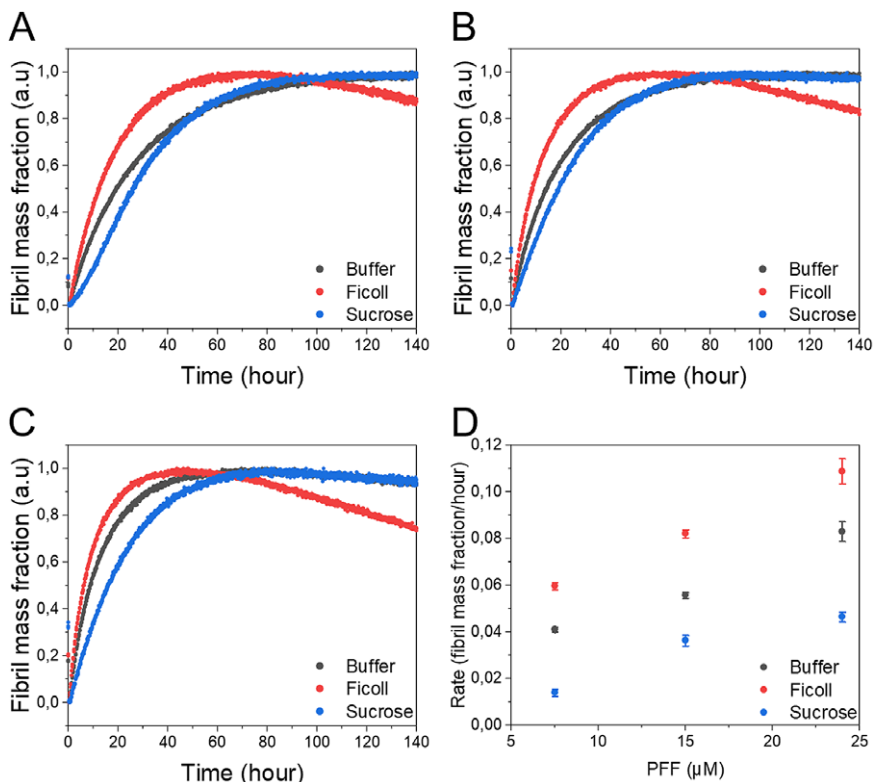 A
Fibril mass fraction (a.u)
1,0
0,8
0,6
0,4
0,2
0,0
Buffer
Ficoll
Sucrose
0 20 40 60 80 100 120 140
Time (hour)
B
Fibril mass fraction (a.u)
1,0
0,8
0,6
0,4
0,2
0,0
Buffer
Ficoll
Sucrose
0 20 40 60 80 100 120 140
Time (hour)
C
Fibril mass fraction (a.u)
1,0
0,8
0,6
0,4
0,2
0,0
Buffer
Ficoll
Sucrose
0 20 40 60 80 100 120 140
Time (hour)
D
Rate (fibril mass fraction/hour)
0,12
0,10
0,08
0,06
0,04
0,02
0,00
Buffer
Ficoll
Sucrose
5 10 15 20 25
PFF (µM)